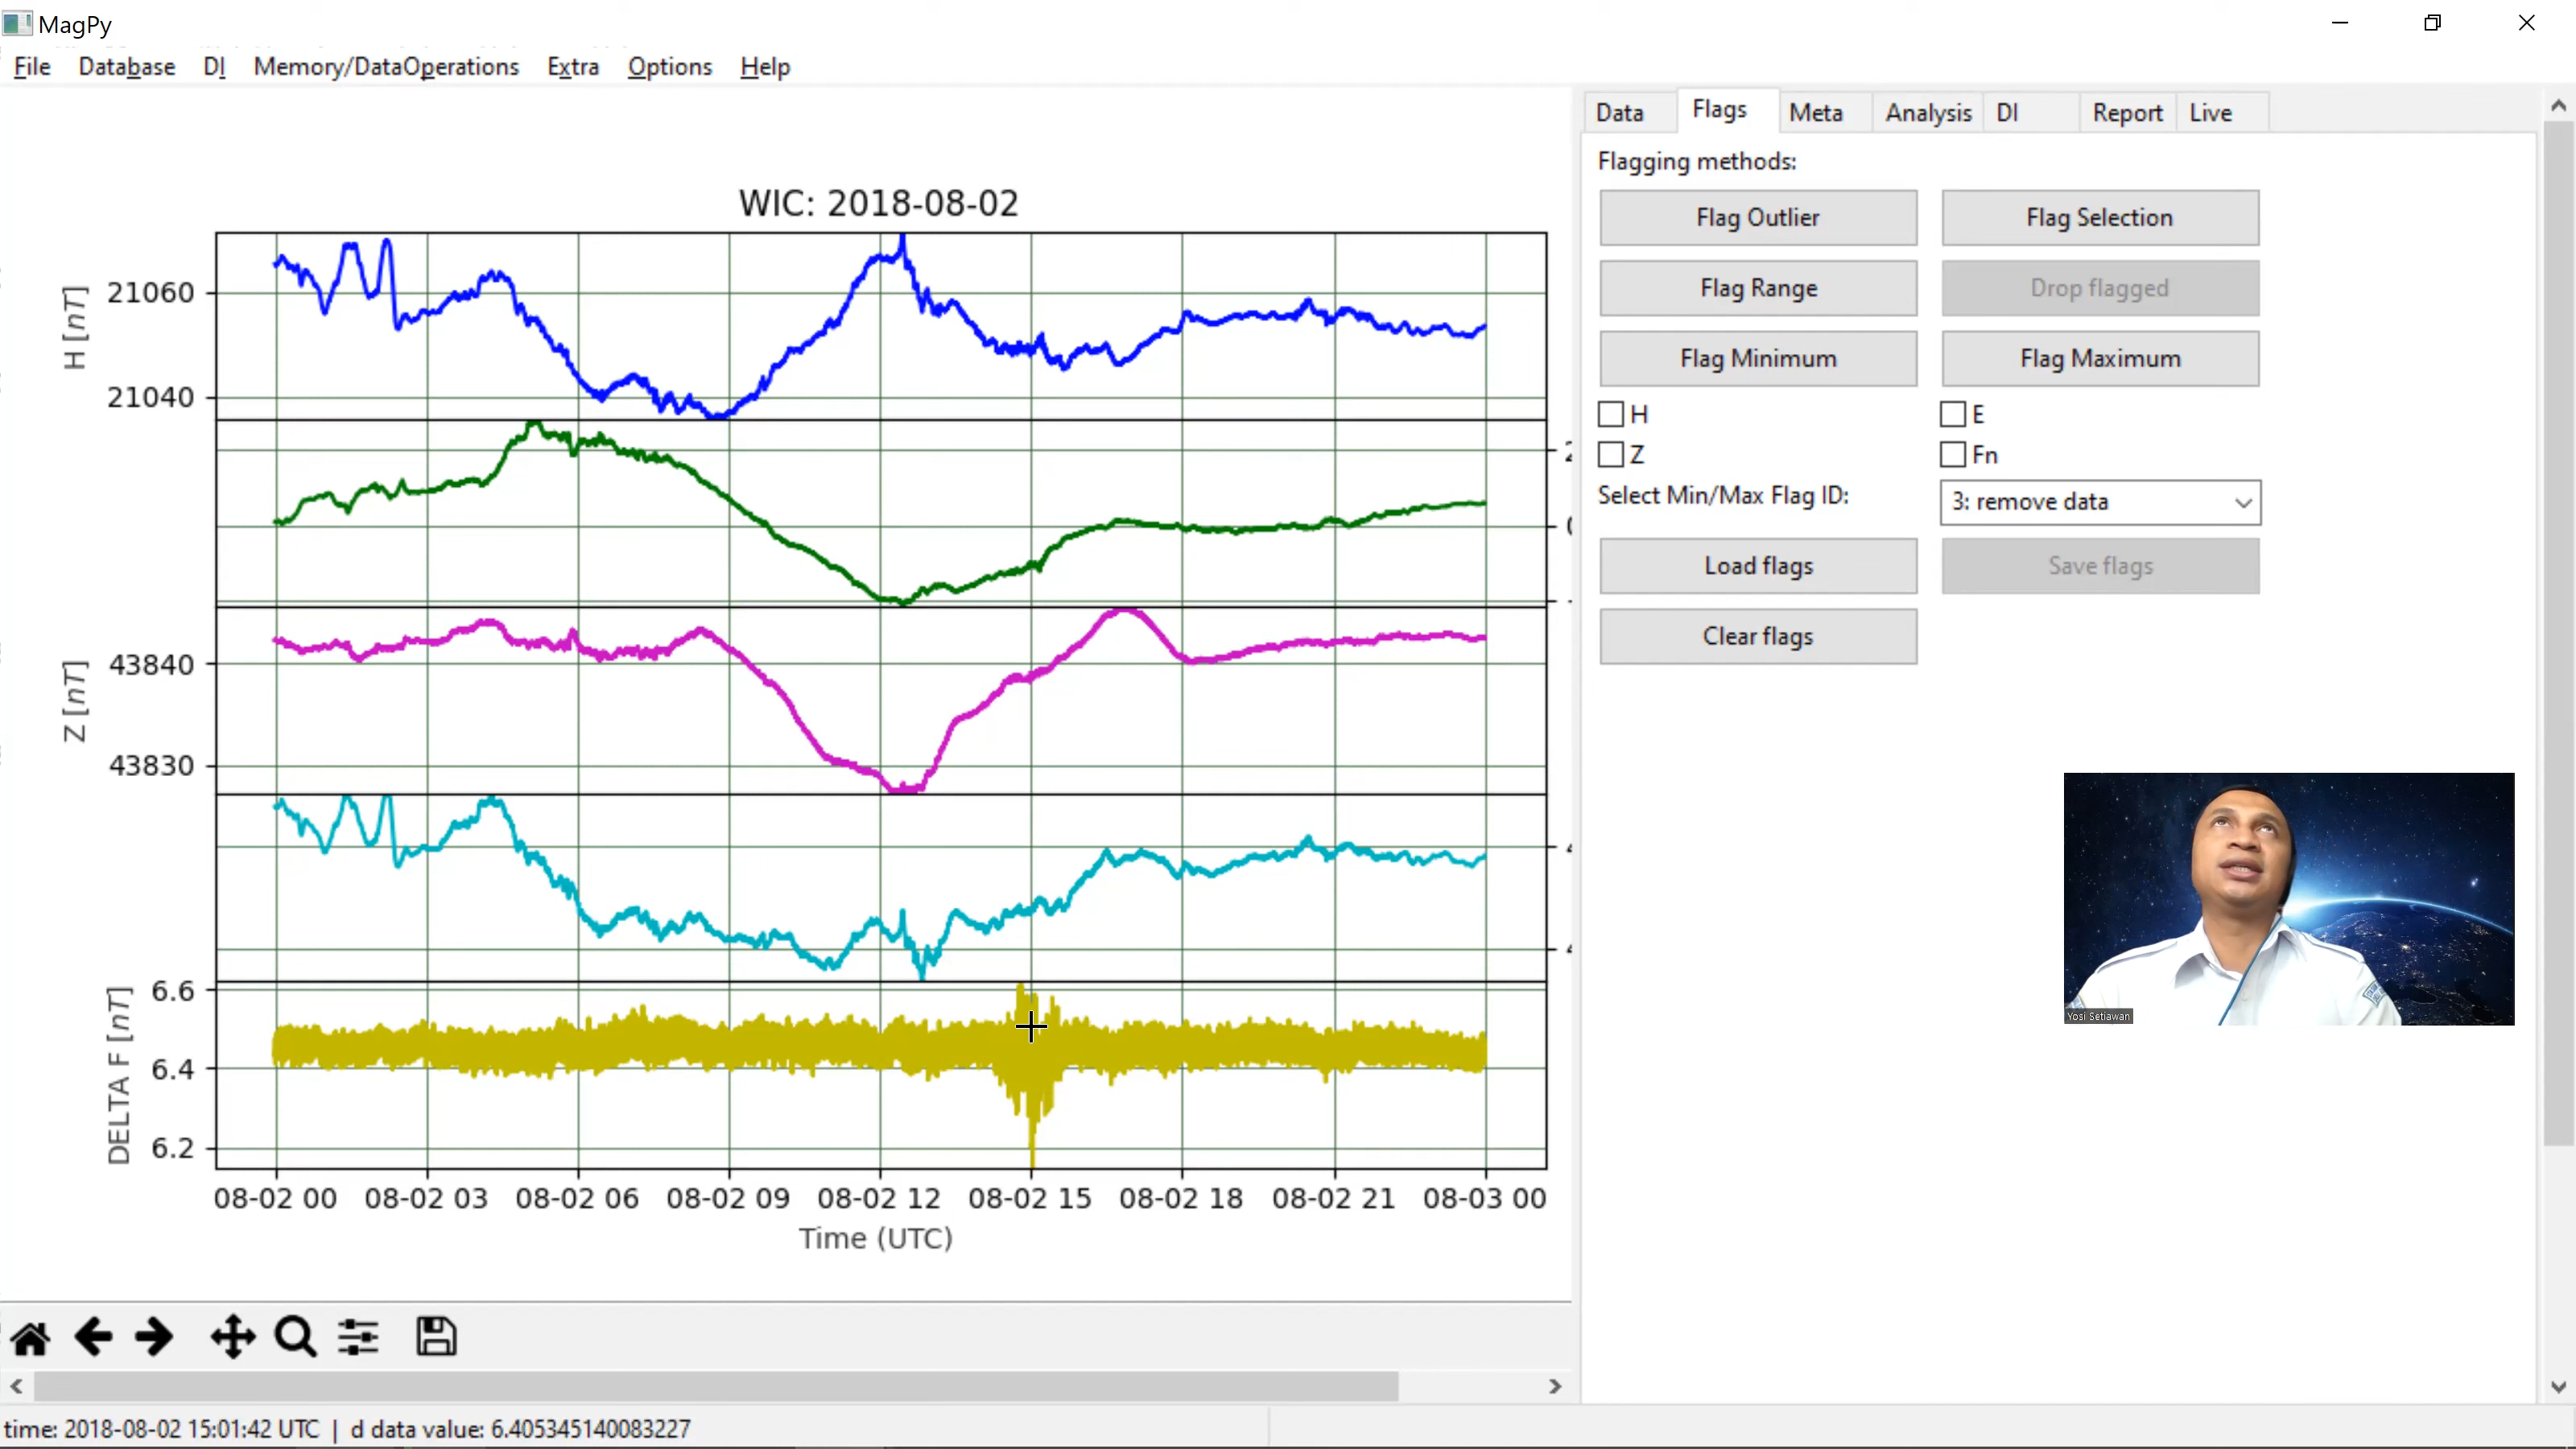 MagPy
File Database DI Memory/DataOperations Extra Options Help
WIC: 2018-08-02
H [nT]
21060
21040
2
Z [nT]
43840
43830
DELTA F [nT]
6.6
6.4
6.2
08-02 00 08-02 03 08-02 06 08-02 09 08-02 12 08-02 15 08-02 18 08-02 21 08-03 00
Time (UTC)
time: 2018-08-02 15:01:42 UTC | d data value: 6.405345140083227
Data Flags Meta Analysis DI Report Live
Flagging methods:
Flag Outlier Flag Selection
Flag Range Drop flagged
Flag Minimum Flag Maximum
H E
Z Fn
Select Min/Max Flag ID: 3: remove data
Load flags Save flags
Clear flags
Yosi Setiawan